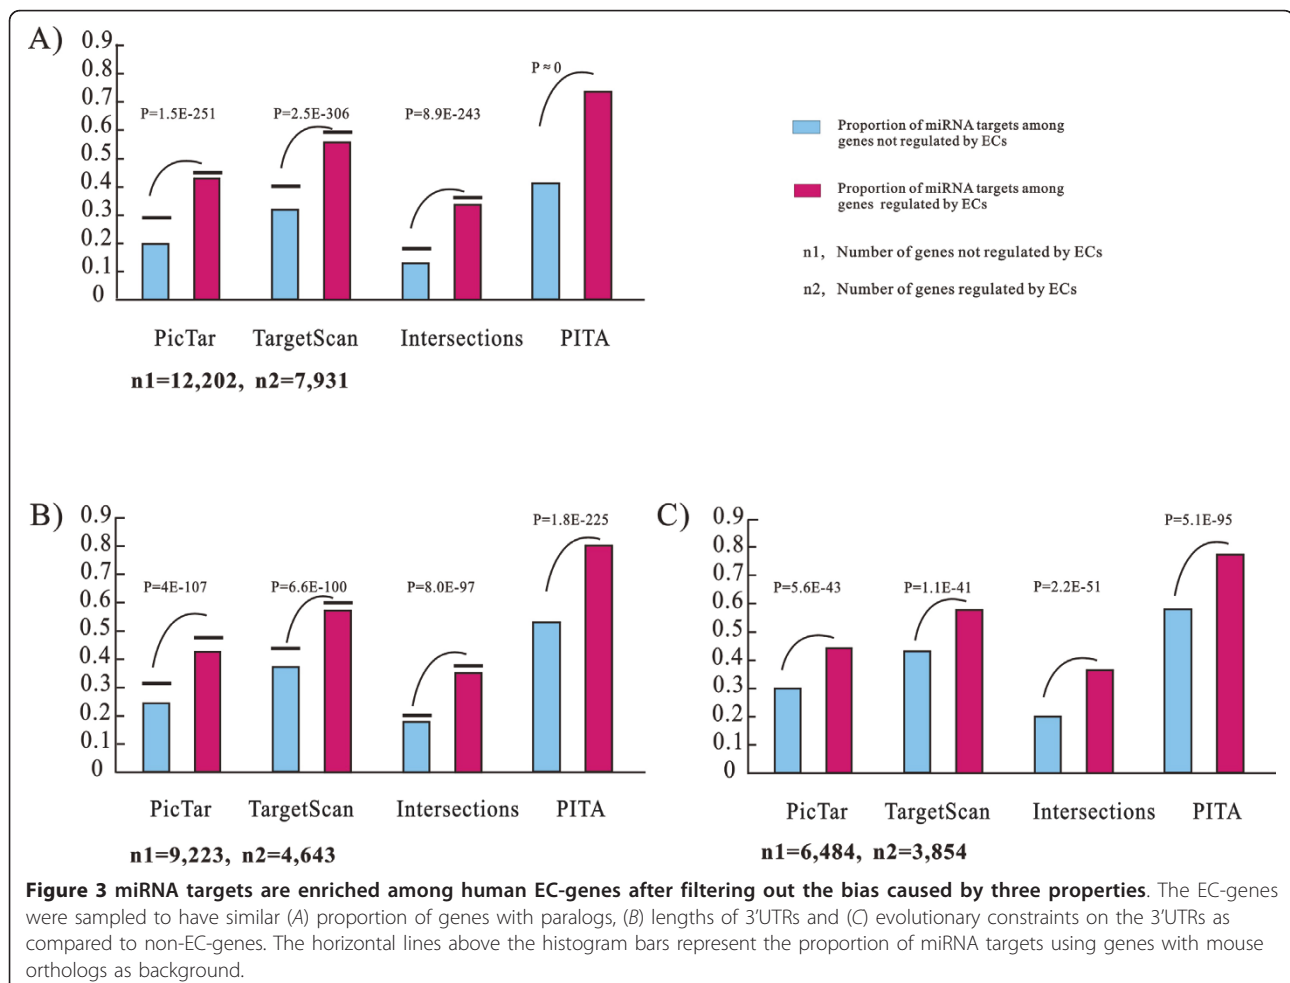 A)
0.9
0.8
0.7
0.6
0.5
0.4
0.3
0.2
0.1
0
P=1.5E-251
P=2.5E-306
P=8.9E-243
P≈0
PicTar TargetScan Intersections PITA
n1=12,202, n2=7,931
Proportion of miRNA targets among
genes not regulated by ECs
Proportion of miRNA targets among
genes regulated by ECs
n1, Number of genes not regulated by ECs
n2, Number of genes regulated by ECs
B)
0.9
0.8
0.7
0.6
0.5
0.4
0.3
0.2
0.1
0
P=4E-107
P=6.6E-100
P=8.0E-97
P=1.8E-225
PicTar TargetScan Intersections PITA
n1=9,223, n2=4,643
C)
0.9
0.8
0.7
0.6
0.5
0.4
0.3
0.2
0.1
0
P=5.6E-43
P=1.1E-41
P=2.2E-51
P=5.1E-95
PicTar TargetScan Intersections PITA
n1=6,484, n2=3,854
Figure 3 miRNA targets are enriched among human EC-genes after filtering out the bias caused by three properties. The EC-genes
were sampled to have similar (A) proportion of genes with paralogs, (B) lengths of 3'UTRs and (C) evolutionary constraints on the 3'UTRs as
compared to non-EC-genes. The horizontal lines above the histogram bars represent the proportion of miRNA targets using genes with mouse
orthologs as background.